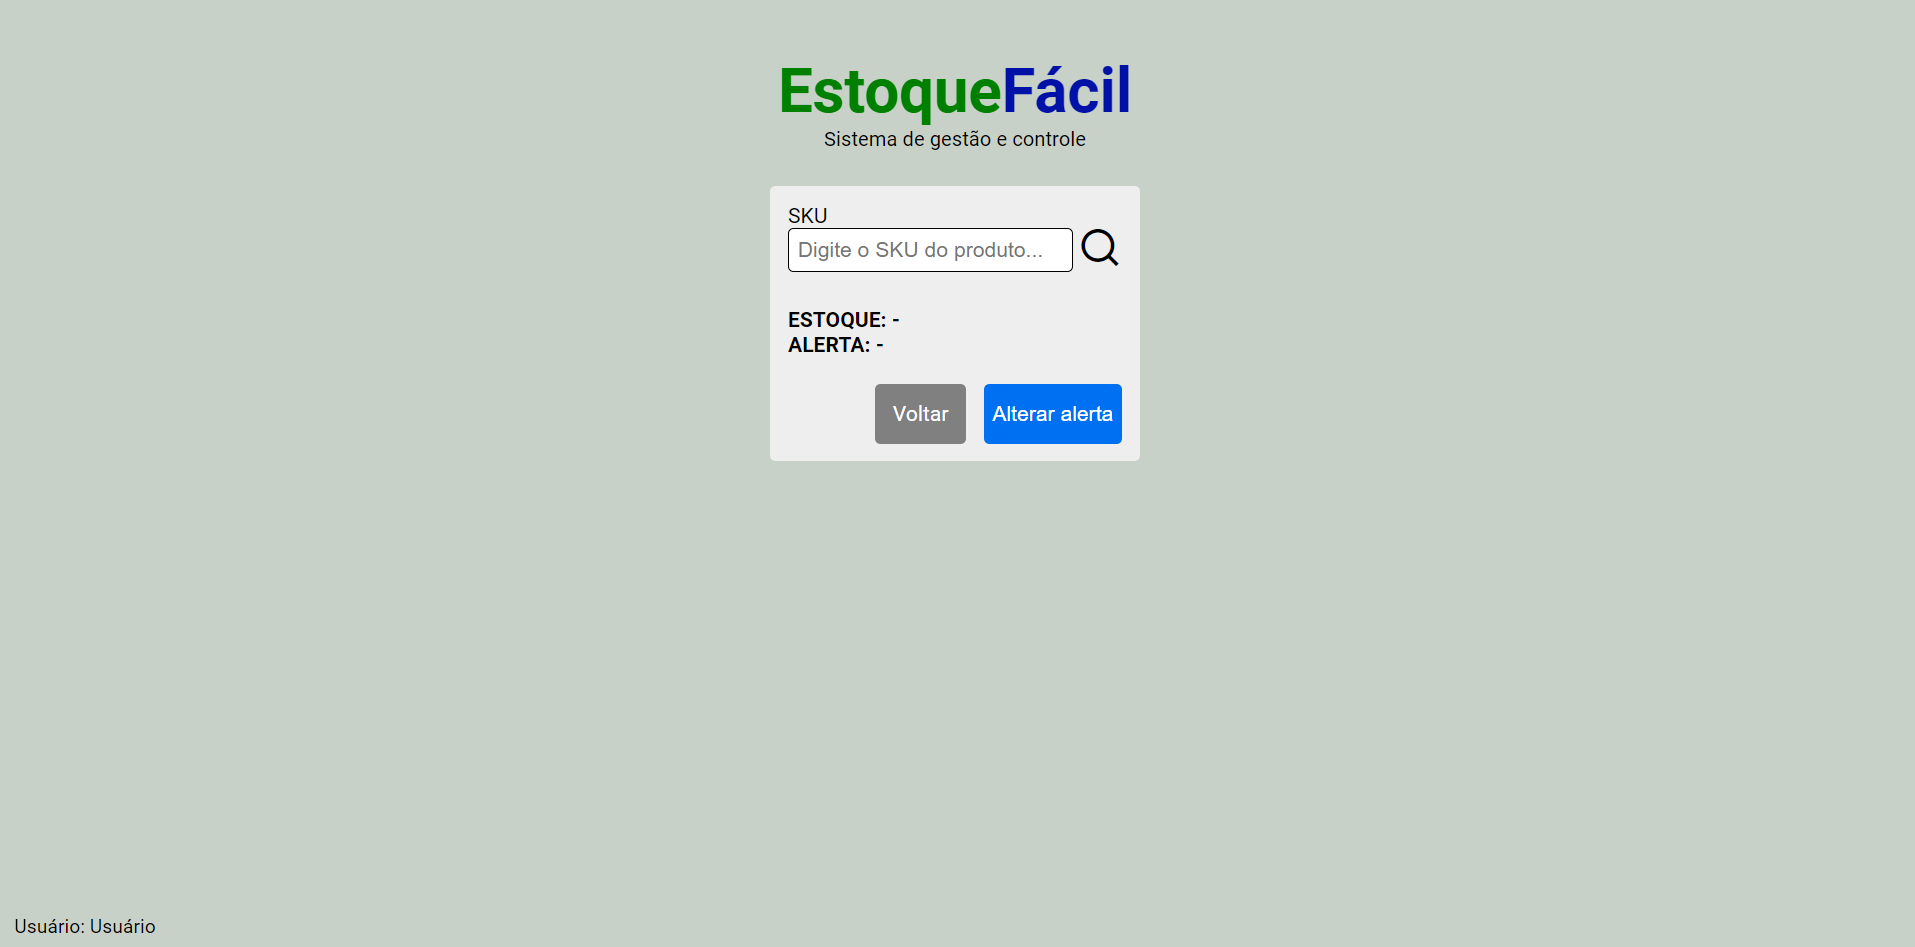 EstoqueFácil
Sistema de gestão e controle
SKU
Digite o SKU do produto...
ESTOQUE: -
ALERTA: -
Voltar Alterar alerta
Usuário: Usuário